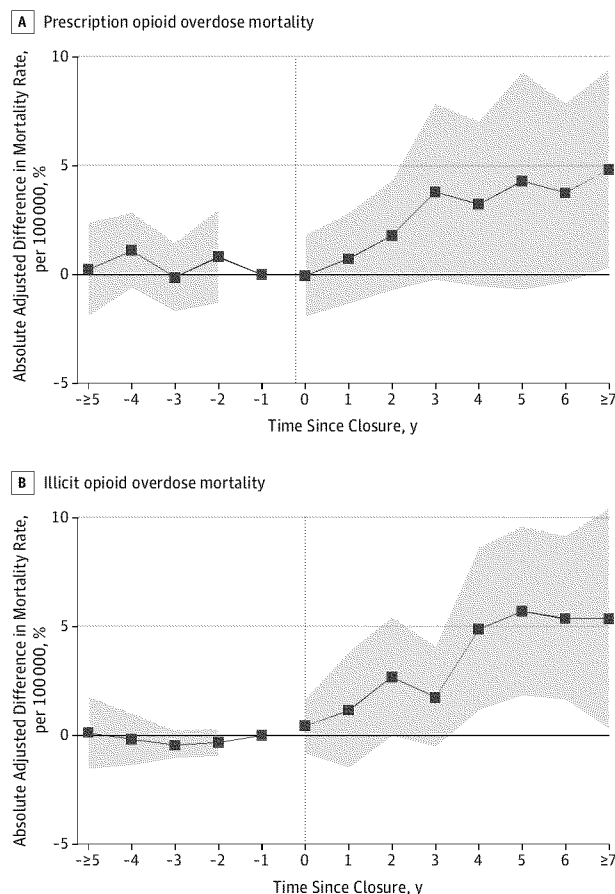 A Prescription opioid overdose mortality
Absolute Adjusted Difference in Mortality Rate,
per 100 000, %
10
5
0
-5
-≥5 -4 -3 -2 -1 0 1 2 3 4 5 6 ≥7
Time Since Closure, y
B Illicit opioid overdose mortality
Absolute Adjusted Difference in Mortality Rate,
per 100 000, %
10
5
0
-5
-≥5 -4 -3 -2 -1 0 1 2 3 4 5 6 ≥7
Time Since Closure, y